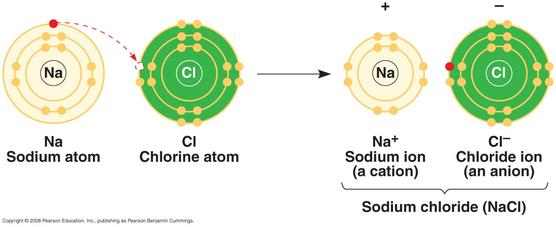 +
−
Na
Cl
Na
Cl
Na
Sodium atom
Cl
Chlorine atom
Na⁺
Sodium ion
(a cation)
Cl⁻
Chloride ion
(an anion)
Sodium chloride (NaCl)
Copyright © 2008 Pearson Education, Inc., publishing as Pearson Benjamin Cummings.